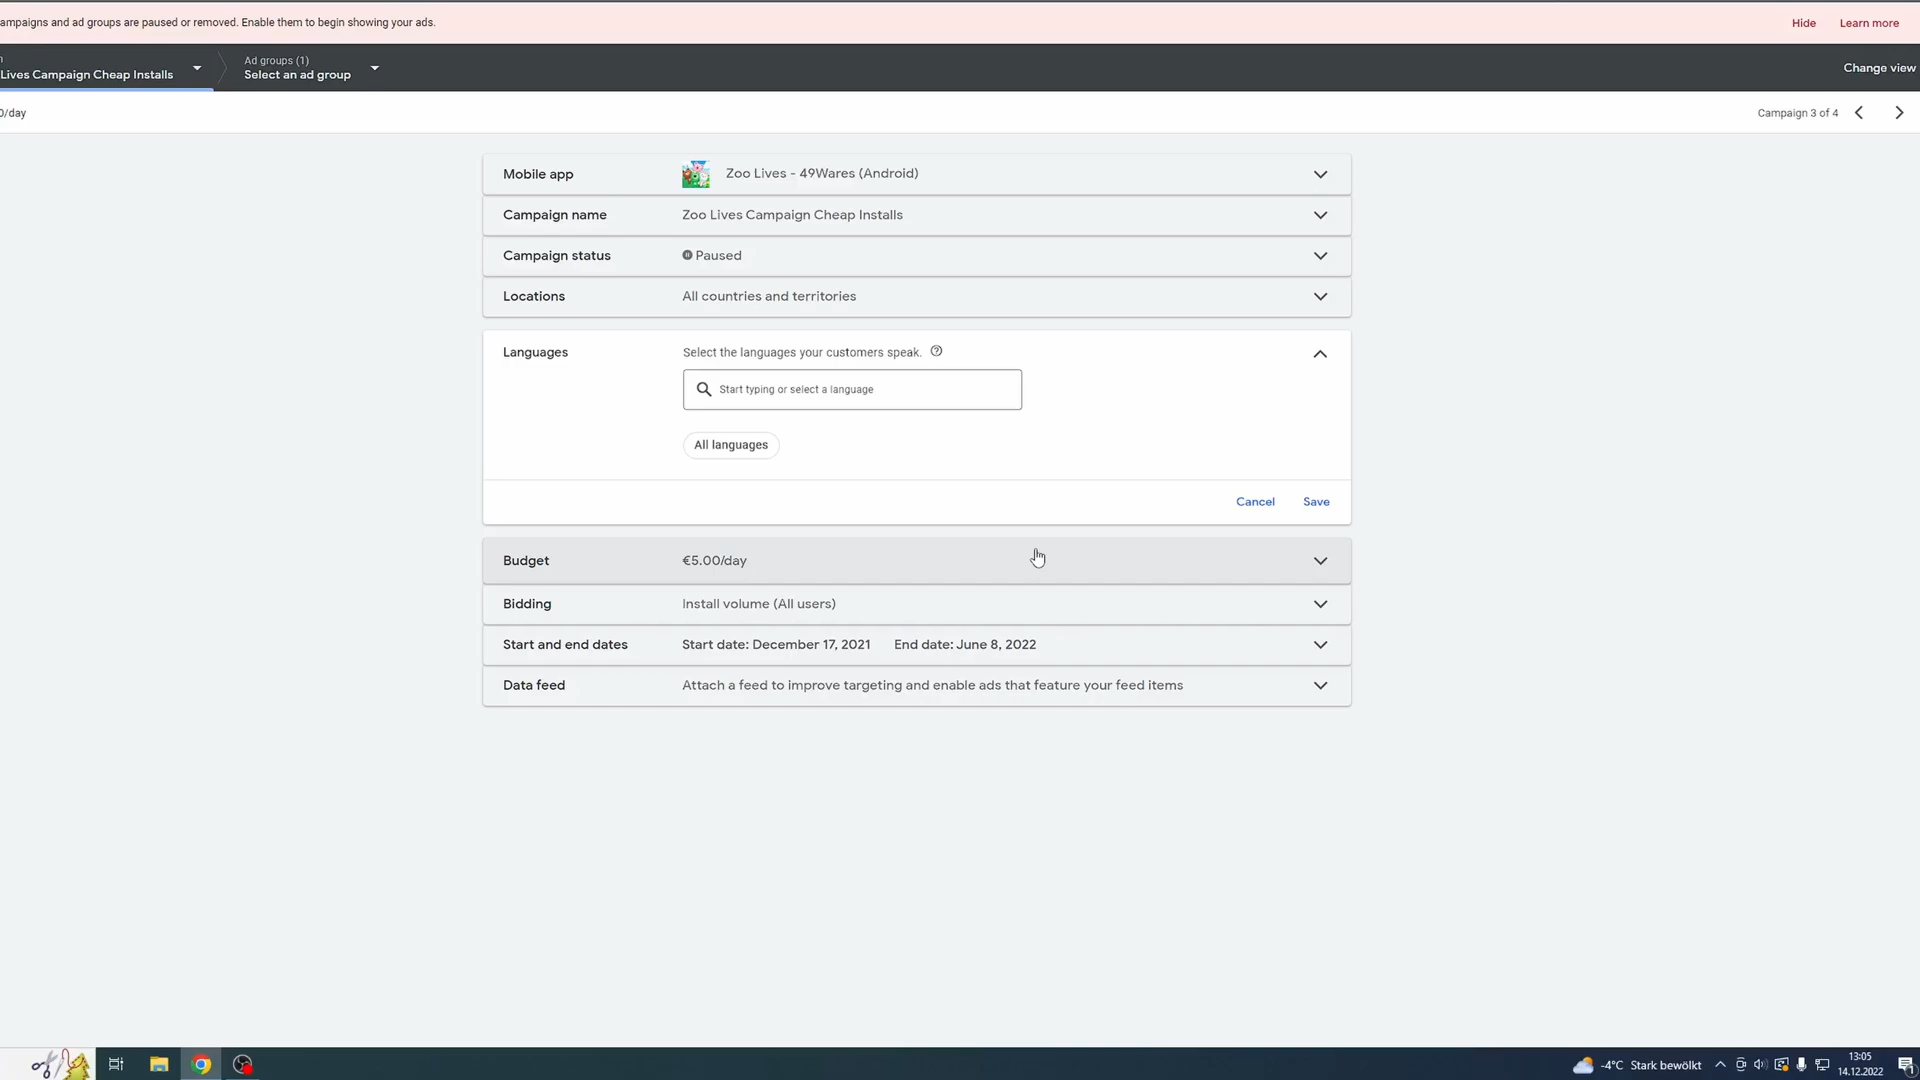 ampaigns and ad groups are paused or removed. Enable them to begin showing your ads.
Hide
Learn more
Lives Campaign Cheap Installs
Ad groups (1)
Select an ad group
Change view
0/day
Campaign 3 of 4
Mobile app
Zoo Lives - 49Wares (Android)
Campaign name
Zoo Lives Campaign Cheap Installs
Campaign status
Paused
Locations
All countries and territories
Languages
Select the languages your customers speak.
Start typing or select a language
All languages
Cancel
Save
Budget
€5.00/day
Bidding
Install volume (All users)
Start and end dates
Start date: December 17, 2021
End date: June 8, 2022
Data feed
Attach a feed to improve targeting and enable ads that feature your feed items
-4°C Stark bewölkt
13:05
14.12.2022
1